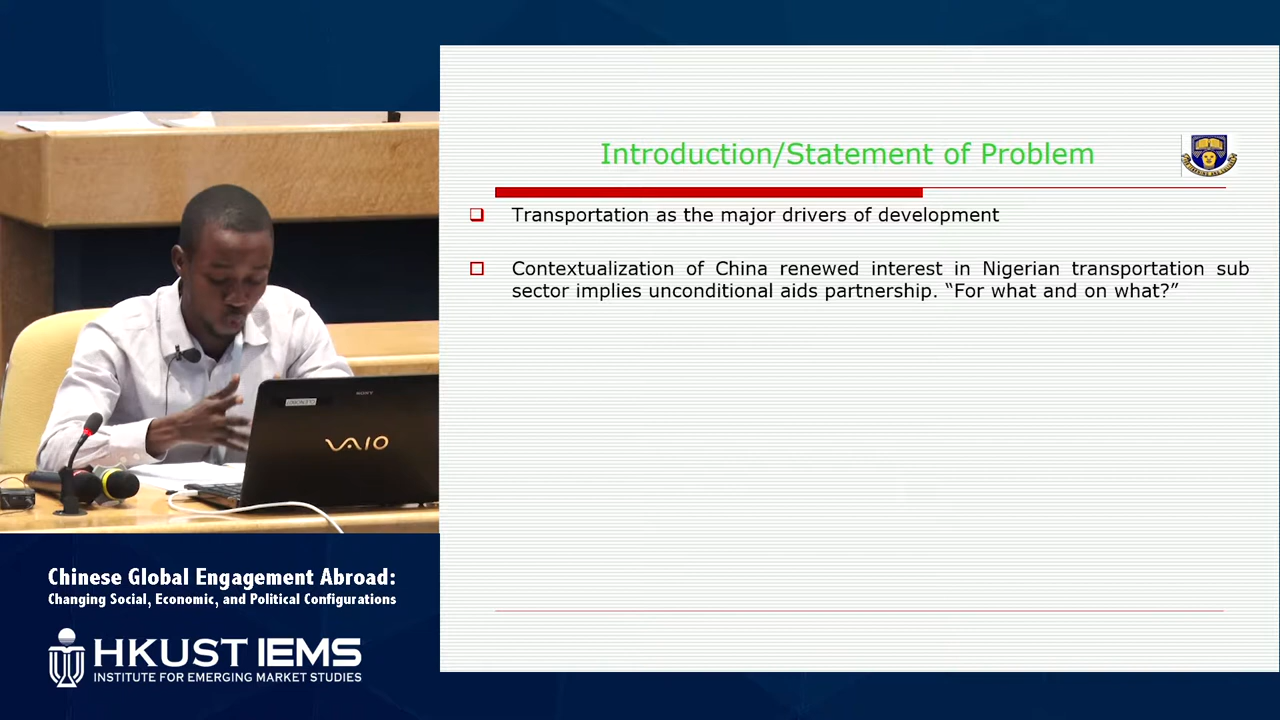 Introduction/Statement of Problem
Transportation as the major drivers of development
Contextualization of China renewed interest in Nigerian transportation sub
sector implies unconditional aids partnership. “For what and on what?”
SONY
VAIO
Chinese Global Engagement Abroad:
Changing Social, Economic, and Political Configurations
HKUST IEMS
INSTITUTE FOR EMERGING MARKET STUDIES